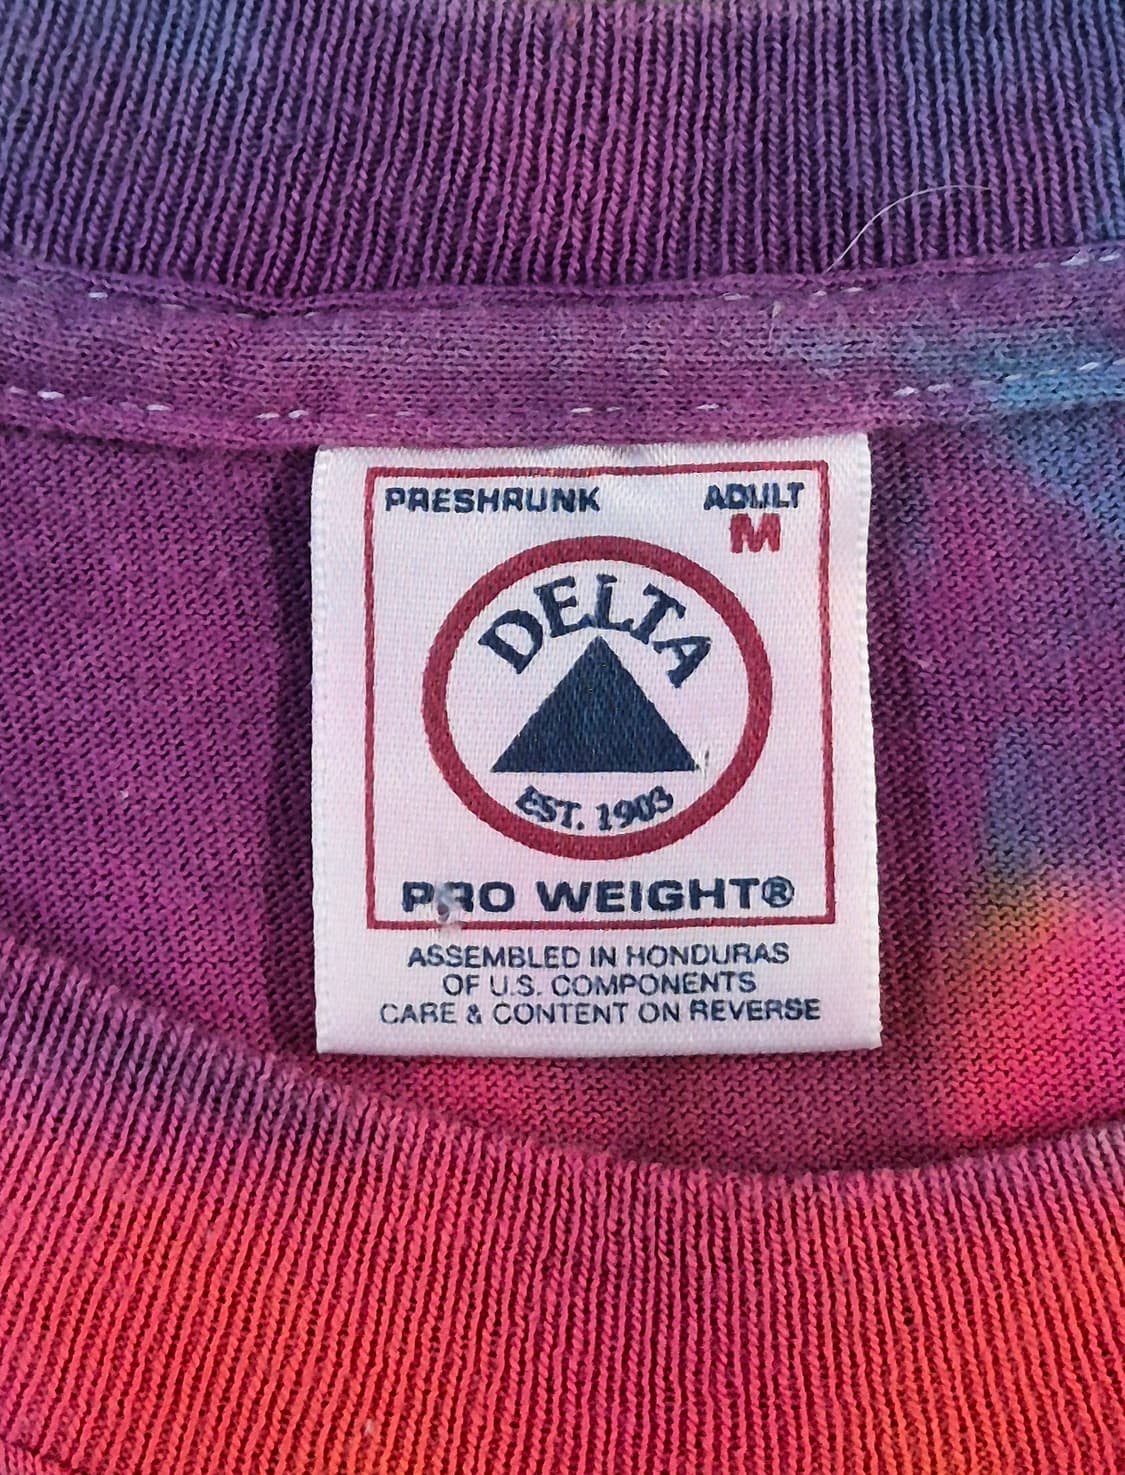 PRESHRUNK ADULT
M
DELTA
EST. 1903
PRO WEIGHT®
ASSEMBLED IN HONDURAS
OF U.S. COMPONENTS
CARE & CONTENT ON REVERSE